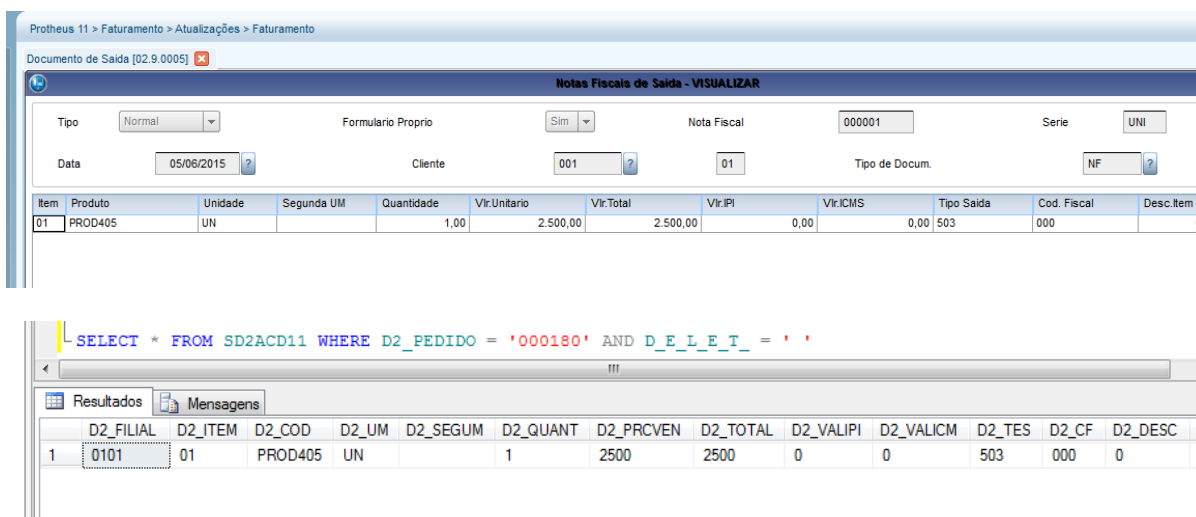 Protheus 11 > Faturamento > Atualizações > Faturamento
Documento de Saida [02.9.0005]
Notas Fiscais de Saida - VISUALIZAR
Tipo Normal Formulario Proprio Sim Nota Fiscal 000001 Serie UNI
Data 05/06/2015 ? Cliente 001 ? 01 Tipo de Docum. NF ?
Item Produto Unidade Segunda UM Quantidade Vlr.Unitario Vlr.Total Vlr.IPI Vlr.ICMS Tipo Saida Cod. Fiscal Desc.Item
01 PROD405 UN 1,00 2.500,00 2.500,00 0,00 0,00 503 000
SELECT * FROM SD2ACD11 WHERE D2_PEDIDO = '000180' AND D_E_L_E_T_ = ' '
Resultados Mensagens
D2_FILIAL D2_ITEM D2_COD D2_UM D2_SEGUM D2_QUANT D2_PRCVEN D2_TOTAL D2_VALIPI D2_VALICM D2_TES D2_CF D2_DESC
1 0101 01 PROD405 UN 1 2500 2500 0 0 503 000 0